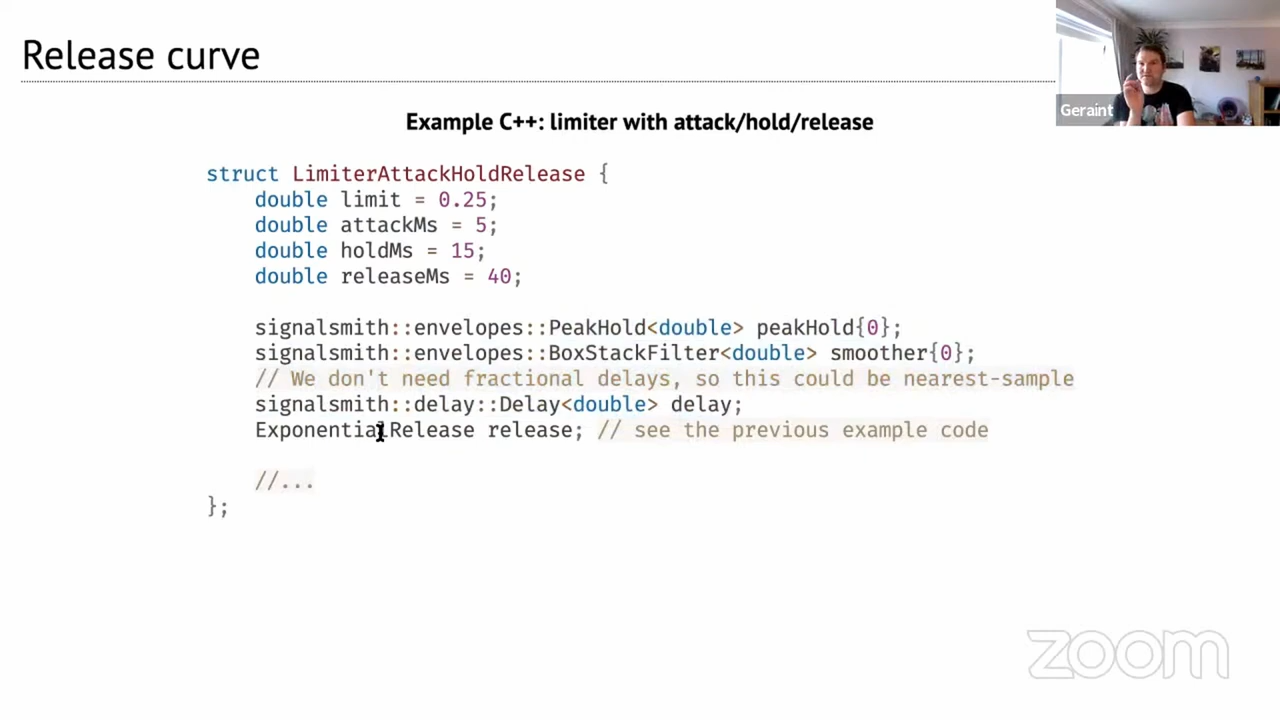 Release curve
Geraint
Example C++: limiter with attack/hold/release
struct LimiterAttackHoldRelease {
double limit = 0.25;
double attackMs = 5;
double holdMs = 15;
double releaseMs = 40;
signalsmith::envelopes::PeakHold<double> peakHold{0};
signalsmith::envelopes::BoxStackFilter<double> smoother{0};
// We don't need fractional delays, so this could be nearest-sample
signalsmith::delay::Delay<double> delay;
ExponentialRelease release; // see the previous example code
//...
};
zoom